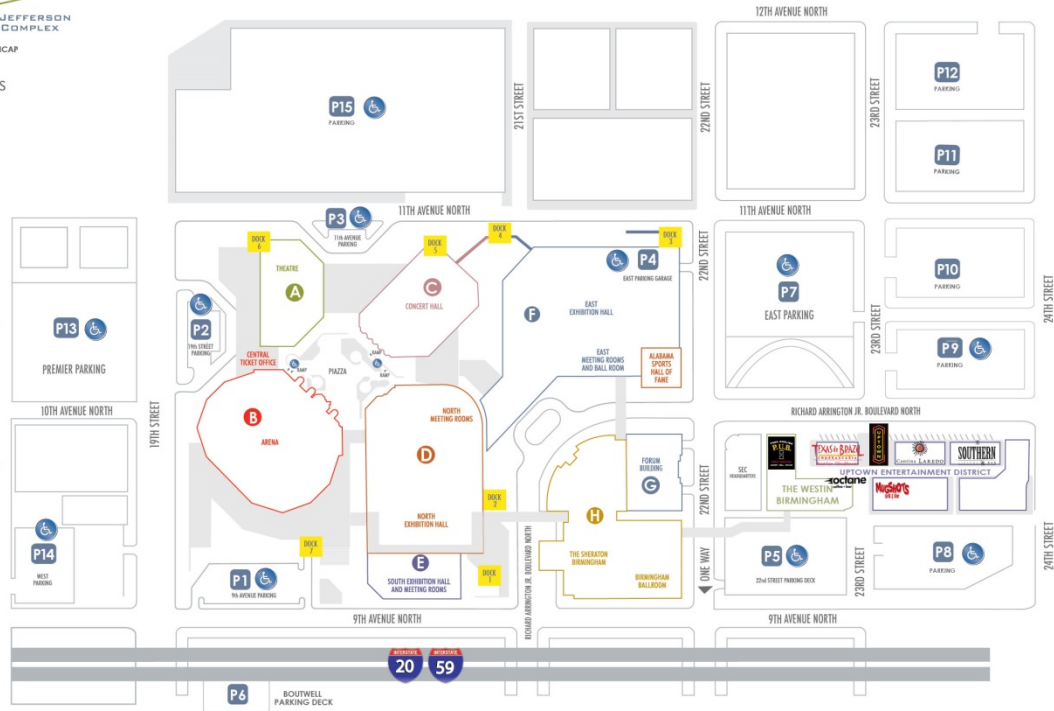 JEFFERSON
COMPLEX
12TH AVENUE NORTH
P15
PARKING
21ST STREET
22ND STREET
23RD STREET
P12
PARKING
P11
PARKING
P3
11th AVENUE
PARKING
11TH AVENUE NORTH
11TH AVENUE NORTH
DOCK
6
DOCK
5
DOCK
4
DOCK
3
THEATRE
A
C
CONCERT HALL
P4
EAST PARKING GARAGE
F
EAST
EXHIBITION HALL
EAST
MEETING ROOMS
AND BALL ROOM
ALABAMA
SPORTS
HALL OF
FAME
22ND STREET
P7
EAST PARKING
23RD STREET
P10
PARKING
P9
PARKING
24TH STREET
P13
PREMIER PARKING
P2
19th STREET
PARKING
CENTRAL
TICKET OFFICE
RAMP
PIAZZA
RAMP
RAMP
10TH AVENUE NORTH
19TH STREET
B
ARENA
NORTH
MEETING ROOMS
D
NORTH
EXHIBITION HALL
DOCK
2
DOCK
7
DOCK
1
E
SOUTH EXHIBITION HALL
AND MEETING ROOMS
P14
WEST
PARKING
P1
9th AVENUE PARKING
RICHARD ARRINGTON JR. BOULEVARD NORTH
FORUM
BUILDING
G
H
THE SHERATON
BIRMINGHAM
BIRMINGHAM
BALLROOM
22ND STREET
ONE WAY
RICHARD ARRINGTON JR. BOULEVARD NORTH
SEC
HEADQUARTERS
P.U.B.
TEXAS de BRAZIL
UPTOWN
CANTINA LAREDO
SOUTHERN
UPTOWN ENTERTAINMENT DISTRICT
octane
THE WESTIN
BIRMINGHAM
MUGSHOTS
P5
22nd STREET PARKING DECK
23RD STREET
P8
PARKING
24TH STREET
9TH AVENUE NORTH
9TH AVENUE NORTH
INTERSTATE
20
INTERSTATE
59
P6
BOUTWELL
PARKING DECK